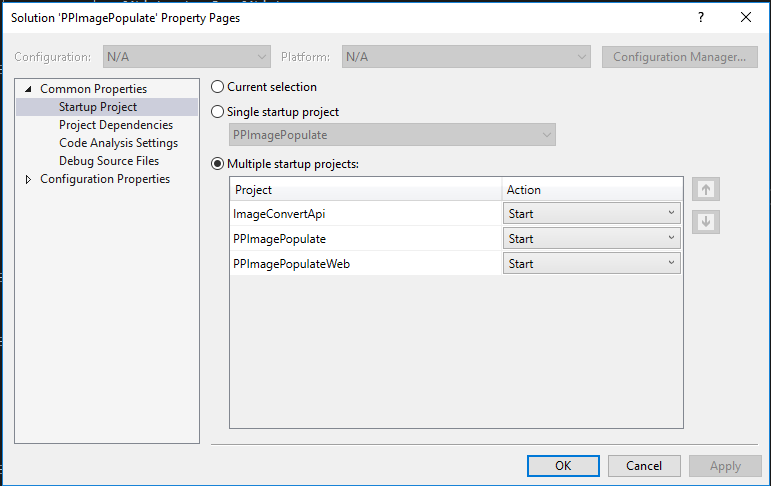 Solution 'PPImagePopulate' Property Pages
Configuration: N/A Platform: N/A Configuration Manager...
Common Properties
Startup Project
Project Dependencies
Code Analysis Settings
Debug Source Files
Configuration Properties
Current selection
Single startup project
PPImagePopulate
Multiple startup projects:
Project Action
ImageConvertApi Start
PPImagePopulate Start
PPImagePopulateWeb Start
OK Cancel Apply